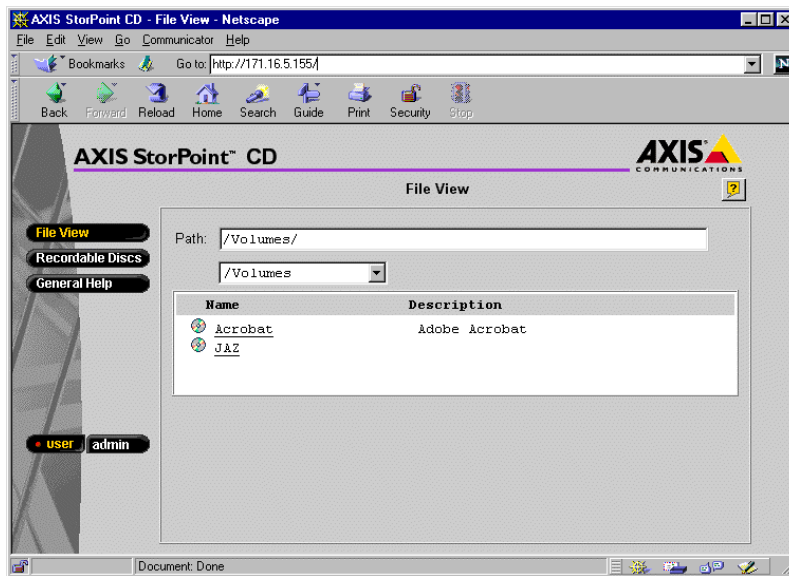 AXIS StorPoint CD - File View - Netscape
File Edit View Go Communicator Help
Bookmarks Go to: http://171.16.5.155/
N
Back Forward Reload Home Search Guide Print Security Stop
AXIS StorPoint™ CD
AXIS
COMMUNICATIONS
File View
?
File View
Recordable Discs
General Help
Path: /Volumes/
/Volumes
Name Description
Acrobat Adobe Acrobat
JAZ
user admin
Document: Done